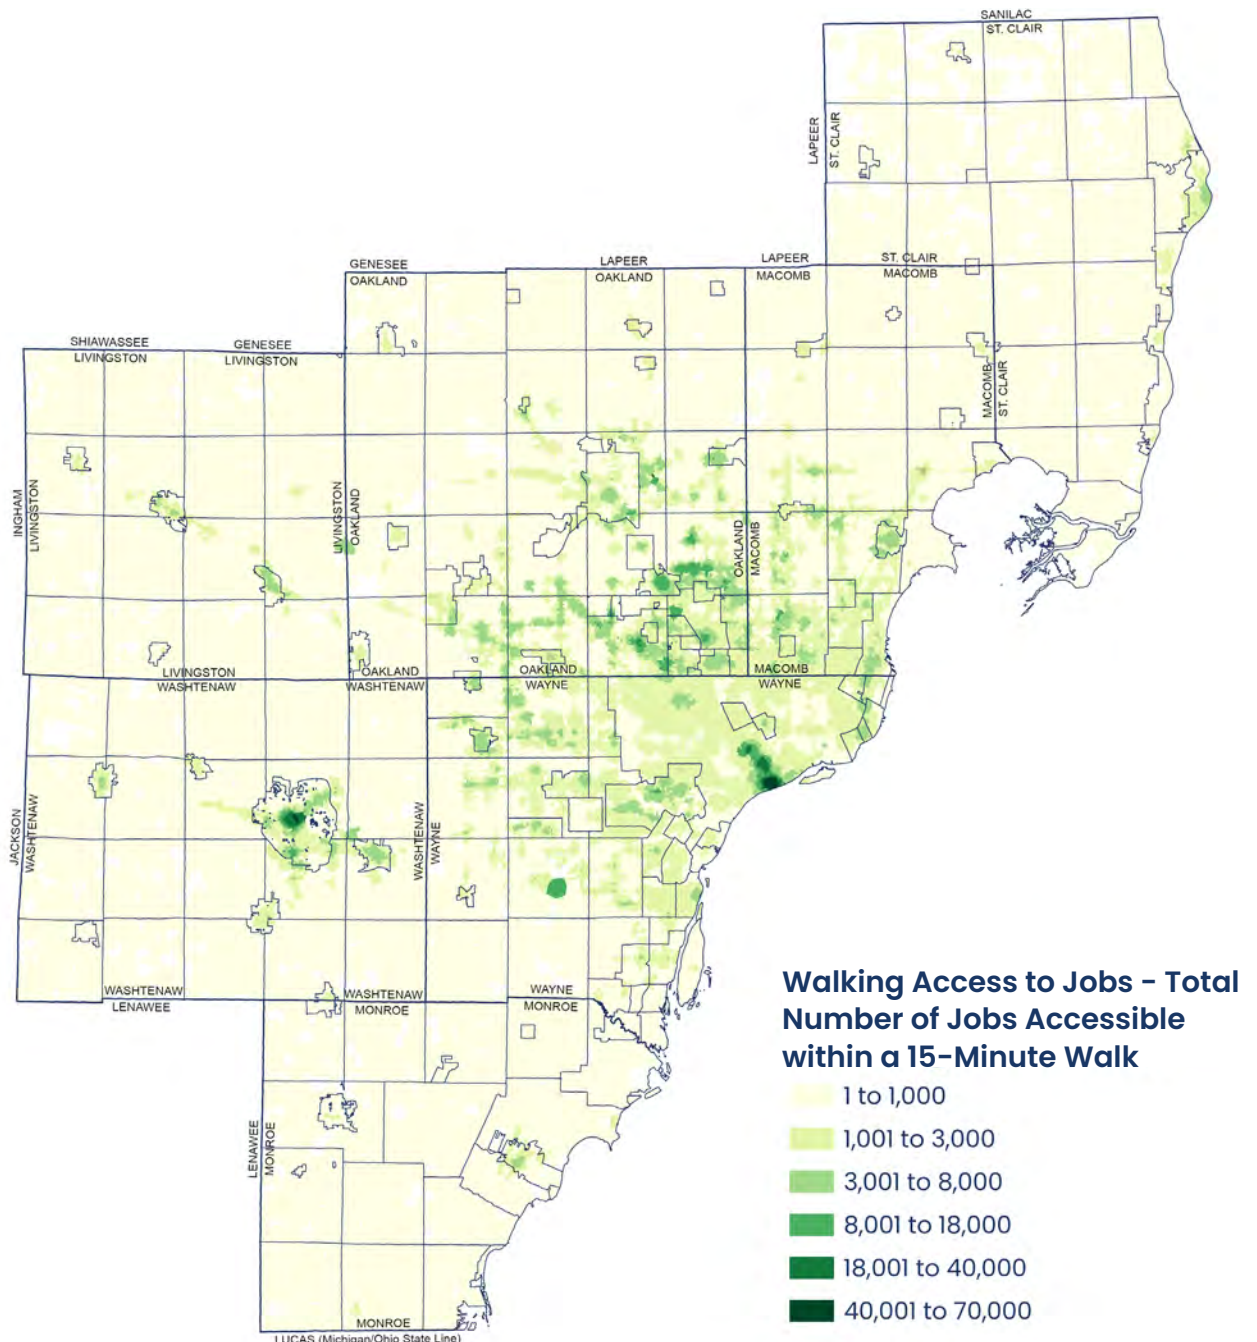 SANILAC
ST. CLAIR
LAPEER
ST. CLAIR
GENESEE
OAKLAND
LAPEER
OAKLAND
LAPEER
MACOMB
ST. CLAIR
MACOMB
SHIAWASSEE
LIVINGSTON
GENESEE
LIVINGSTON
MACOMB
ST. CLAIR
INGHAM
LIVINGSTON
LIVINGSTON
OAKLAND
OAKLAND
MACOMB
LIVINGSTON
WASHTENAW
OAKLAND
WASHTENAW
OAKLAND
WAYNE
MACOMB
WAYNE
JACKSON
WASHTENAW
WASHTENAW
WAYNE
WASHTENAW
LENAWEE
WASHTENAW
MONROE
WAYNE
MONROE
LENAWEE
MONROE
MONROE
LUCAS (Michigan/Ohio State Line)
Walking Access to Jobs - Total
Number of Jobs Accessible
within a 15-Minute Walk
1 to 1,000
1,001 to 3,000
3,001 to 8,000
8,001 to 18,000
18,001 to 40,000
40,001 to 70,000